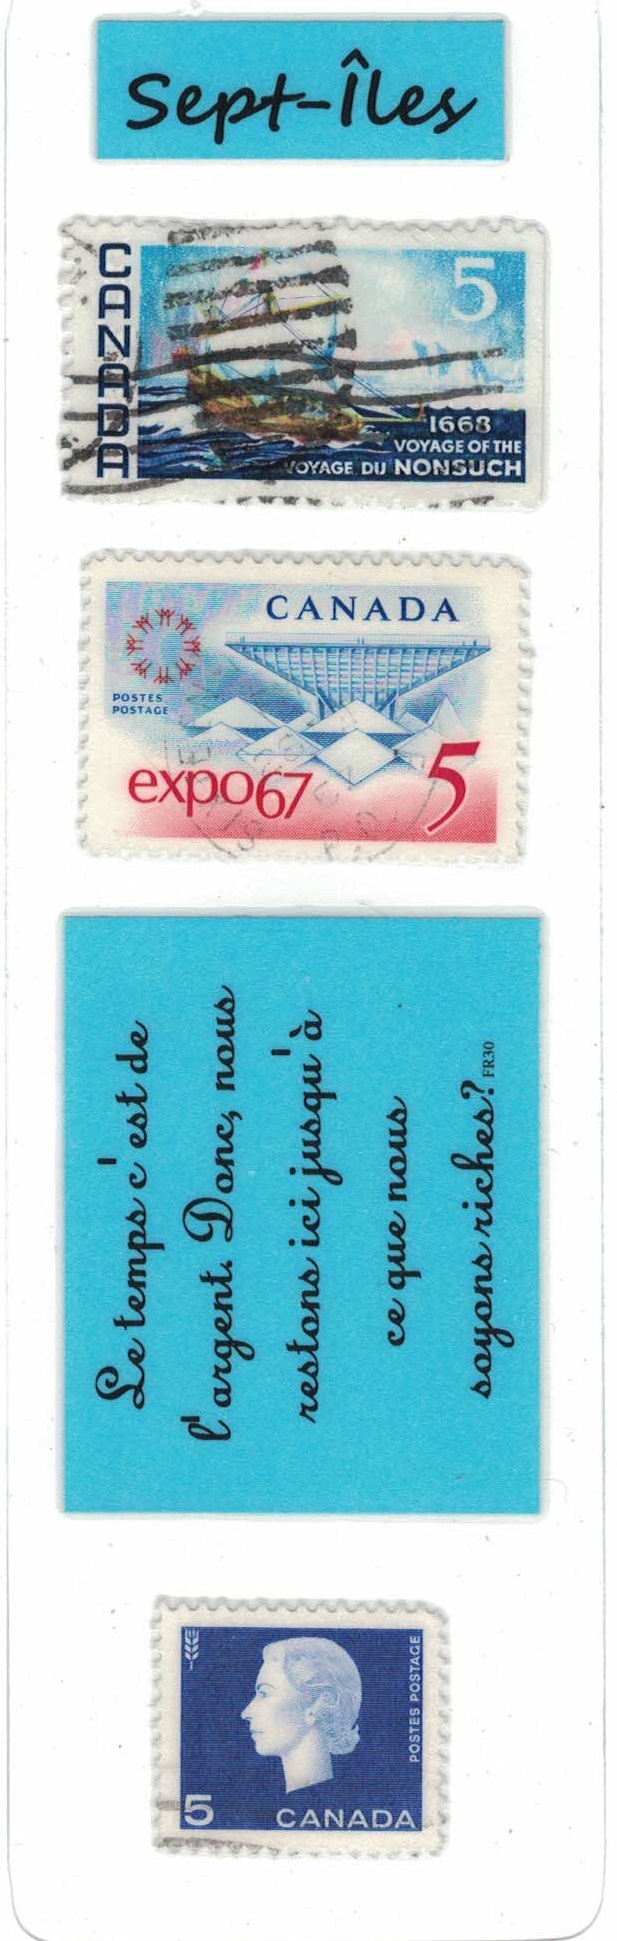 Sept-Îles
CANADA
5
1668
VOYAGE OF THE
VOYAGE DU NONSUCH
CANADA
POSTES
POSTAGE
expo67
5
Le temps c'est de
l'argent. Donc, nous
restons ici jusqu'à
ce que nous
soyons riches? FR30
POSTES POSTAGE
5
CANADA